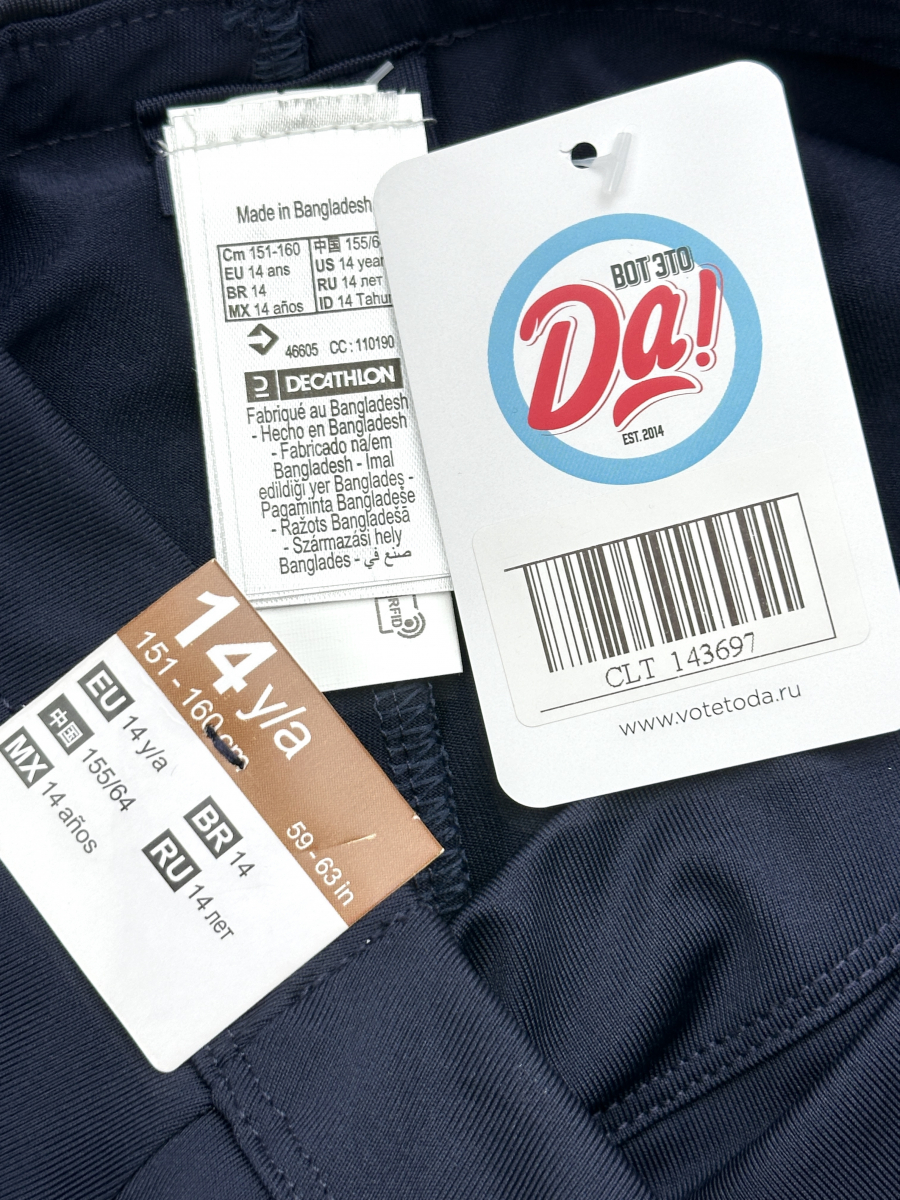 Made in Bangladesh
Cm 151-160
EU 14 ans
BR 14
MX 14 años
中国 155/6
US 14 year
RU 14 лет
ID 14 Tahu
46605 CC : 110190
DECATHLON
Fabriqué au Bangladesh
- Hecho en Bangladesh
- Fabricado na/em
Bangladesh - Imal
edildiği yer Banglades -
Pagaminta Bangladeše
- Ražots Bangladešā
- Származási hely
Banglades - صنع في
RFID
ВОТ ЭТО
Да!
EST. 2014
CLT 143697
www.votetoda.ru
14 y/a
151 - 160 cm
59 - 63 in
EU 14 y/a
中国 155/64
MX 14 años
BR 14
RU 14 лет